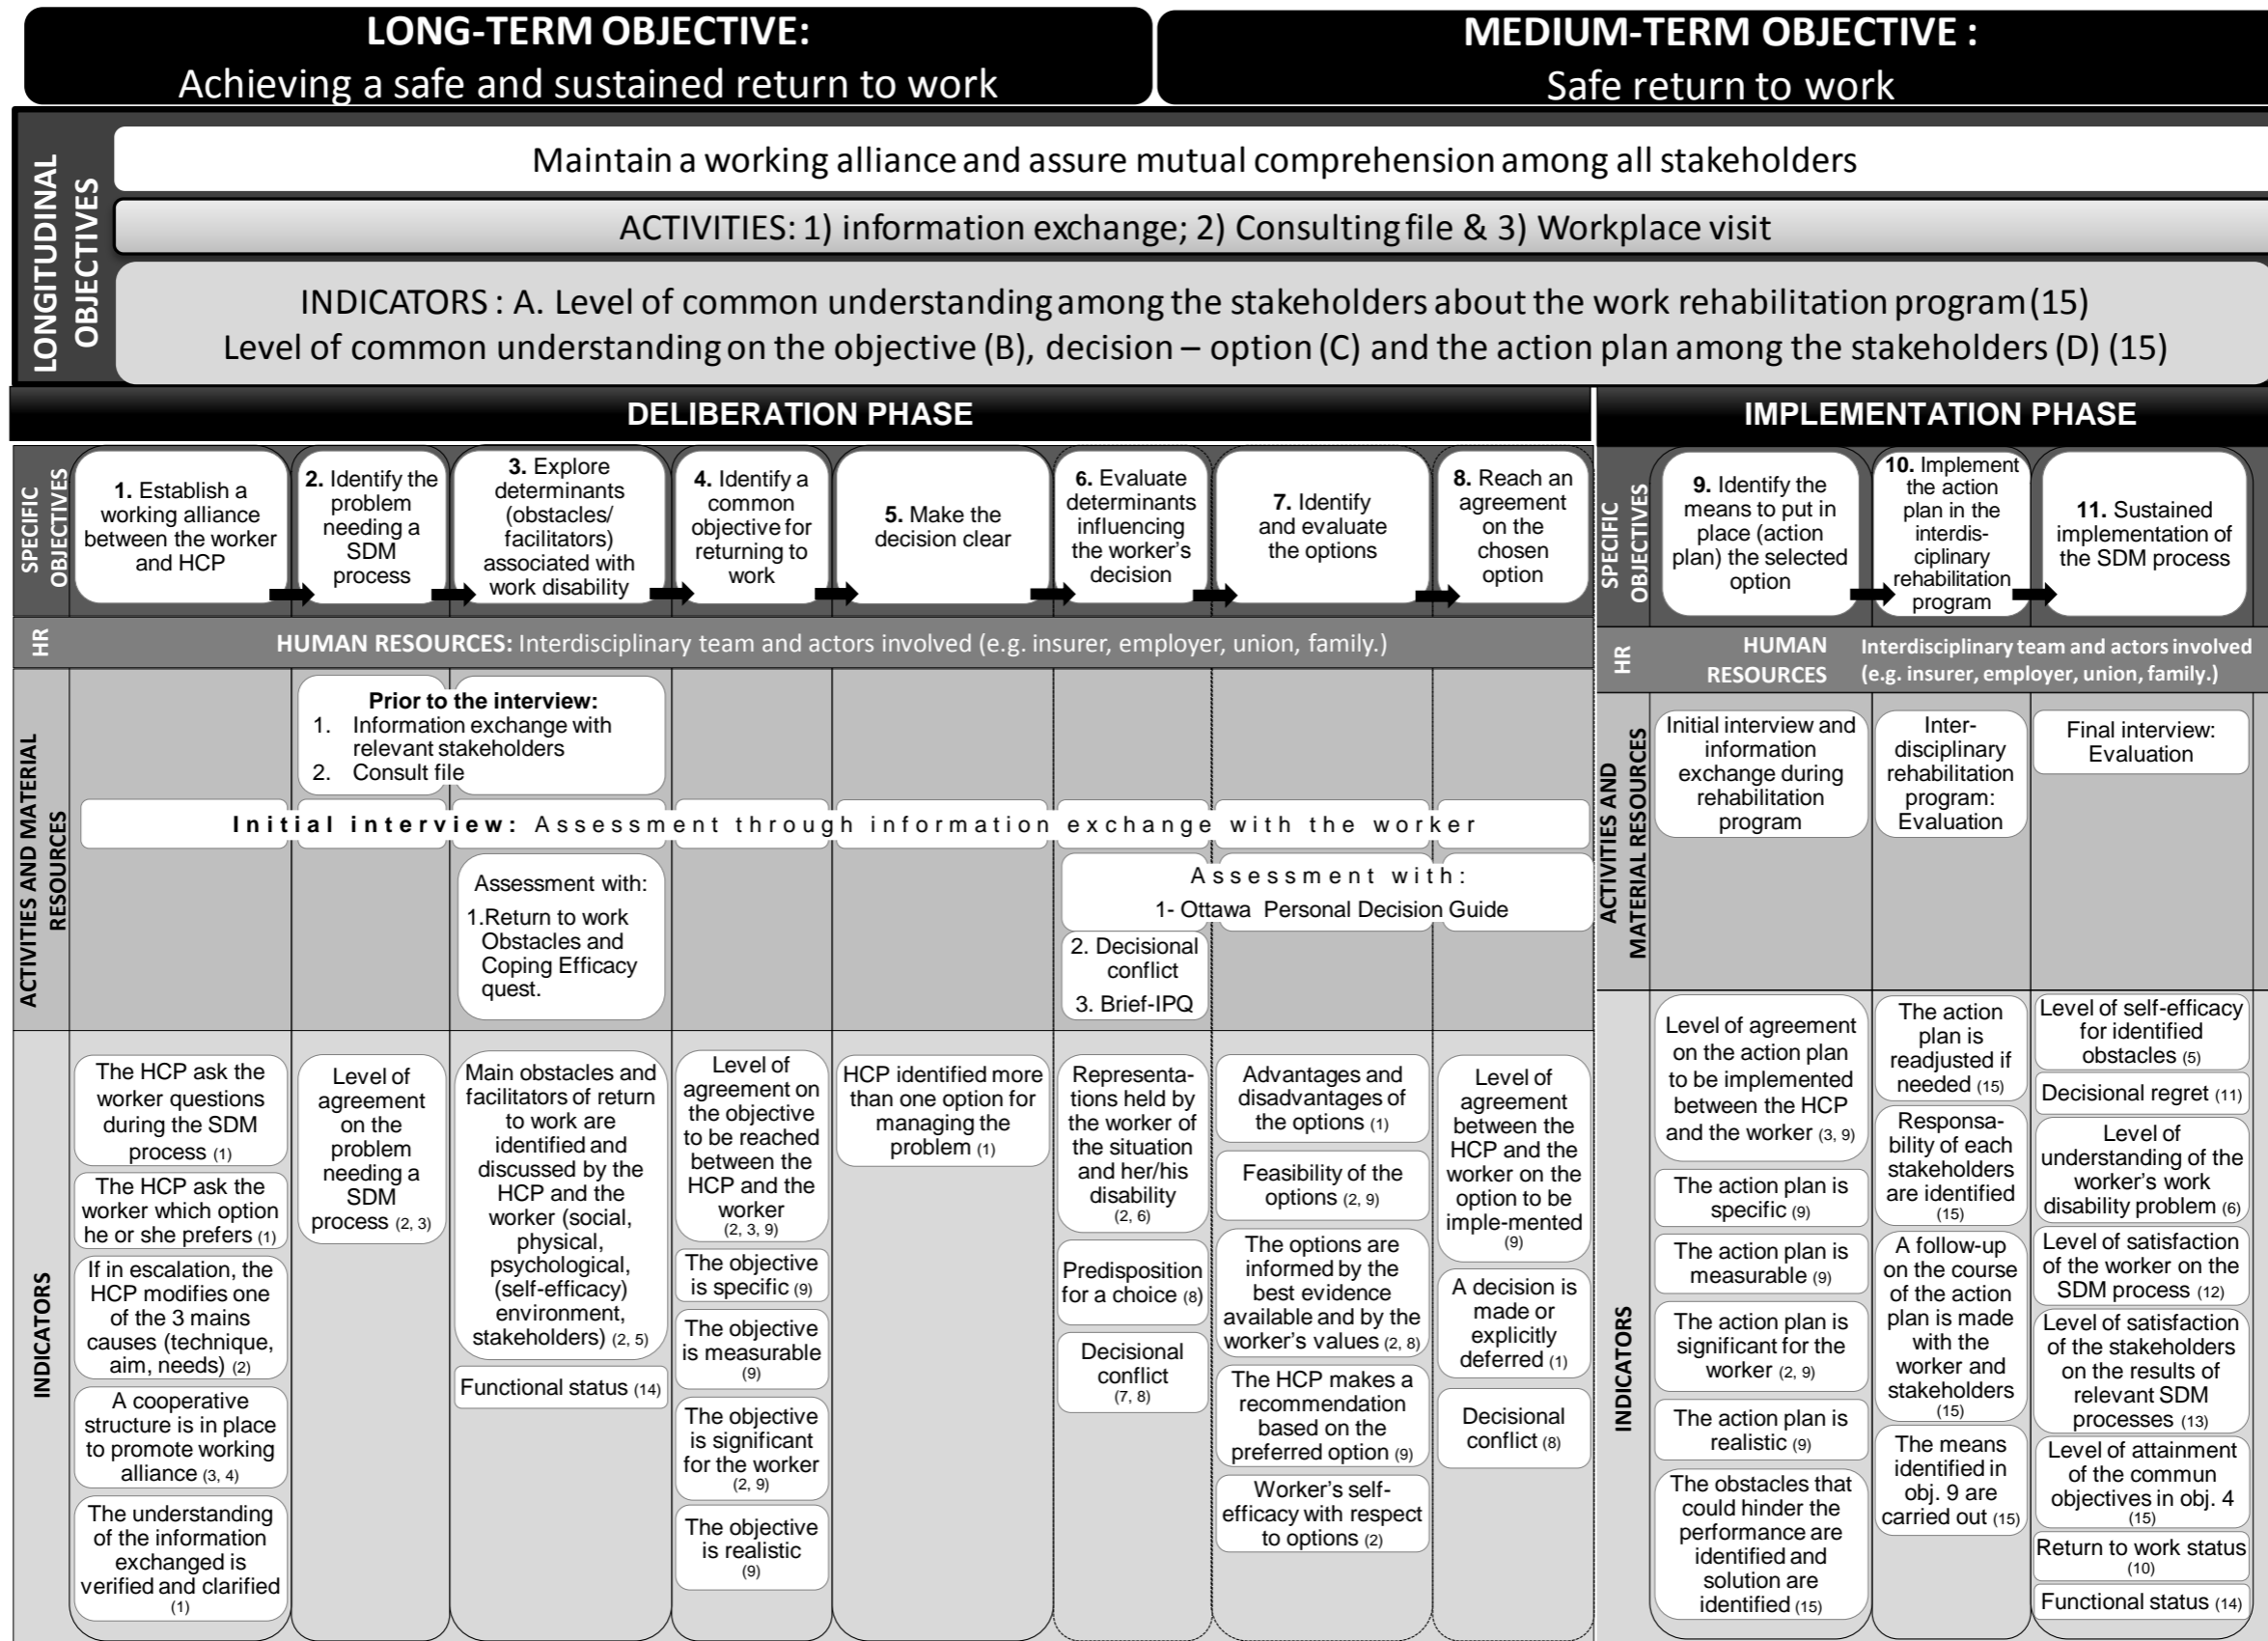 LONG-TERM OBJECTIVE:
Achieving a safe and sustained return to work
MEDIUM-TERM OBJECTIVE :
Safe return to work
LONGITUDINAL
OBJECTIVES
Maintain a working alliance and assure mutual comprehension among all stakeholders
ACTIVITIES: 1) information exchange; 2) Consulting file & 3) Workplace visit
INDICATORS : A. Level of common understanding among the stakeholders about the work rehabilitation program (15)
Level of common understanding on the objective (B), decision – option (C) and the action plan among the stakeholders (D) (15)
DELIBERATION PHASE
SPECIFIC
OBJECTIVES
1. Establish a
working alliance
between the worker
and HCP
2. Identify the
problem
needing a
SDM
process
3. Explore
determinants
(obstacles/
facilitators)
associated with
work disability
4. Identify a
common
objective for
returning to
work
5. Make the
decision clear
6. Evaluate
determinants
influencing
the worker's
decision
7. Identify
and evaluate
the options
8. Reach an
agreement
on the
chosen
option
HR
HUMAN RESOURCES: Interdisciplinary team and actors involved (e.g. insurer, employer, union, family.)
ACTIVITIES AND MATERIAL
RESOURCES
Prior to the interview:
1. Information exchange with
relevant stakeholders
2. Consult file
Initial interview: Assessment through information exchange with the worker
Assessment with:
1.Return to work
Obstacles and
Coping Efficacy
quest.
Assessment with:
1- Ottawa Personal Decision Guide
2. Decisional
conflict
3. Brief-IPQ
INDICATORS
The HCP ask the
worker questions
during the SDM
process (1)
The HCP ask the
worker which option
he or she prefers (1)
If in escalation, the
HCP modifies one
of the 3 mains
causes (technique,
aim, needs) (2)
A cooperative
structure is in place
to promote working
alliance (3, 4)
The understanding
of the information
exchanged is
verified and clarified
(1)
Level of
agreement
on the
problem
needing a
SDM
process (2, 3)
Main obstacles and
facilitators of return
to work are
identified and
discussed by the
HCP and the
worker (social,
physical,
psychological,
(self-efficacy)
environment,
stakeholders) (2, 5)
Functional status (14)
Level of
agreement on
the objective
to be reached
between the
HCP and the
worker
(2, 3, 9)
The objective
is specific (9)
The objective
is measurable
(9)
The objective
is significant
for the worker
(2, 9)
The objective
is realistic
(9)
HCP identified more
than one option for
managing the
problem (1)
Representa-
tions held by
the worker of
the situation
and her/his
disability
(2, 6)
Predisposition
for a choice (8)
Decisional
conflict
(7, 8)
Advantages and
disadvantages of
the options (1)
Feasibility of the
options (2, 9)
The options are
informed by the
best evidence
available and by the
worker's values (2, 8)
The HCP makes a
recommendation
based on the
preferred option (9)
Worker's self-
efficacy with respect
to options (2)
Level of
agreement
between the
HCP and the
worker on the
option to be
imple-mented
(9)
A decision is
made or
explicitly
deferred (1)
Decisional
conflict (8)
IMPLEMENTATION PHASE
SPECIFIC
OBJECTIVES
9. Identify the
means to put in
place (action
plan) the selected
option
10. Implement
the action
plan in the
interdis-
ciplinary
rehabilitation
program
11. Sustained
implementation of
the SDM process
HR
HUMAN
RESOURCES
Interdisciplinary team and actors involved
(e.g. insurer, employer, union, family.)
ACTIVITIES AND
MATERIAL RESOURCES
Initial interview and
information
exchange during
rehabilitation
program
Inter-
disciplinary
rehabilitation
program:
Evaluation
Final interview:
Evaluation
INDICATORS
Level of agreement
on the action plan
to be implemented
between the HCP
and the worker (3, 9)
The action plan is
specific (9)
The action plan is
measurable (9)
The action plan is
significant for the
worker (2, 9)
The action plan is
realistic (9)
The obstacles that
could hinder the
performance are
identified and
solution are
identified (15)
The action
plan is
readjusted if
needed (15)
Responsa-
bility of each
stakeholders
are identified
(15)
A follow-up
on the course
of the action
plan is made
with the
worker and
stakeholders
(15)
The means
identified in
obj. 9 are
carried out (15)
Level of self-efficacy
for identified
obstacles (5)
Decisional regret (11)
Level of
understanding of the
worker's work
disability problem (6)
Level of satisfaction
of the worker on the
SDM process (12)
Level of satisfaction
of the stakeholders
on the results of
relevant SDM
processes (13)
Level of attainment
of the commun
objectives in obj. 4
(15)
Return to work status
(10)
Functional status (14)